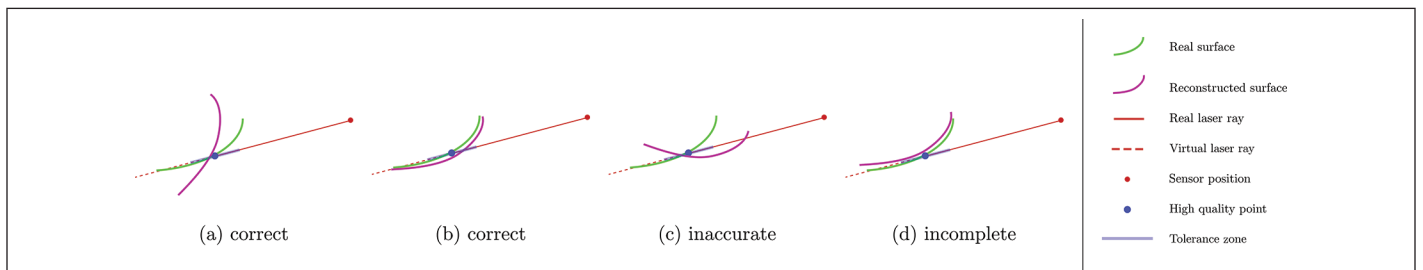 (a) correct
(b) correct
(c) inaccurate
(d) incomplete
Real surface
Reconstructed surface
Real laser ray
Virtual laser ray
Sensor position
High quality point
Tolerance zone